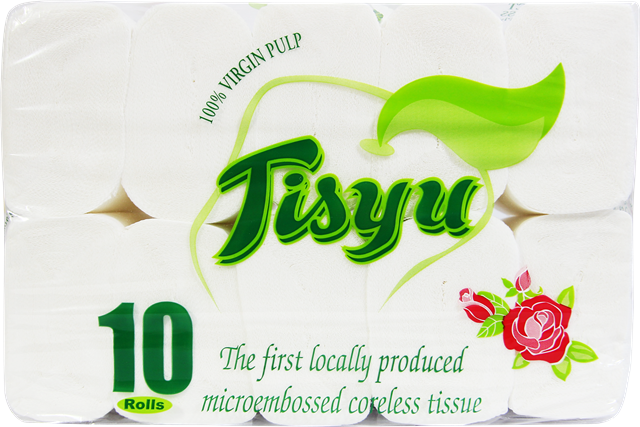 100% VIRGIN PULP
Tisyu
10
Rolls
The first locally produced
microembossed coreless tissue